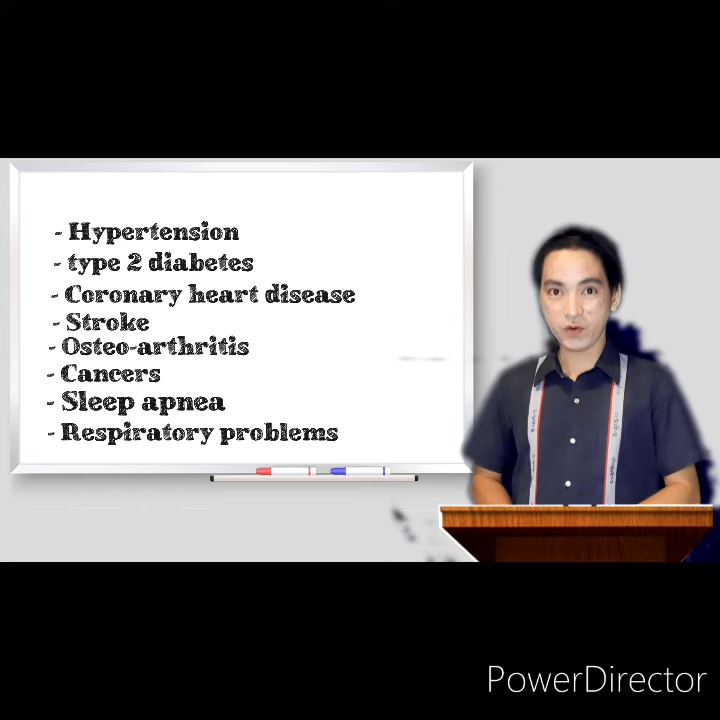 - Hypertension
- type 2 diabetes
- Coronary heart disease
- Stroke
- Osteo-arthritis
- Cancers
- Sleep apnea
- Respiratory problems
PowerDirector